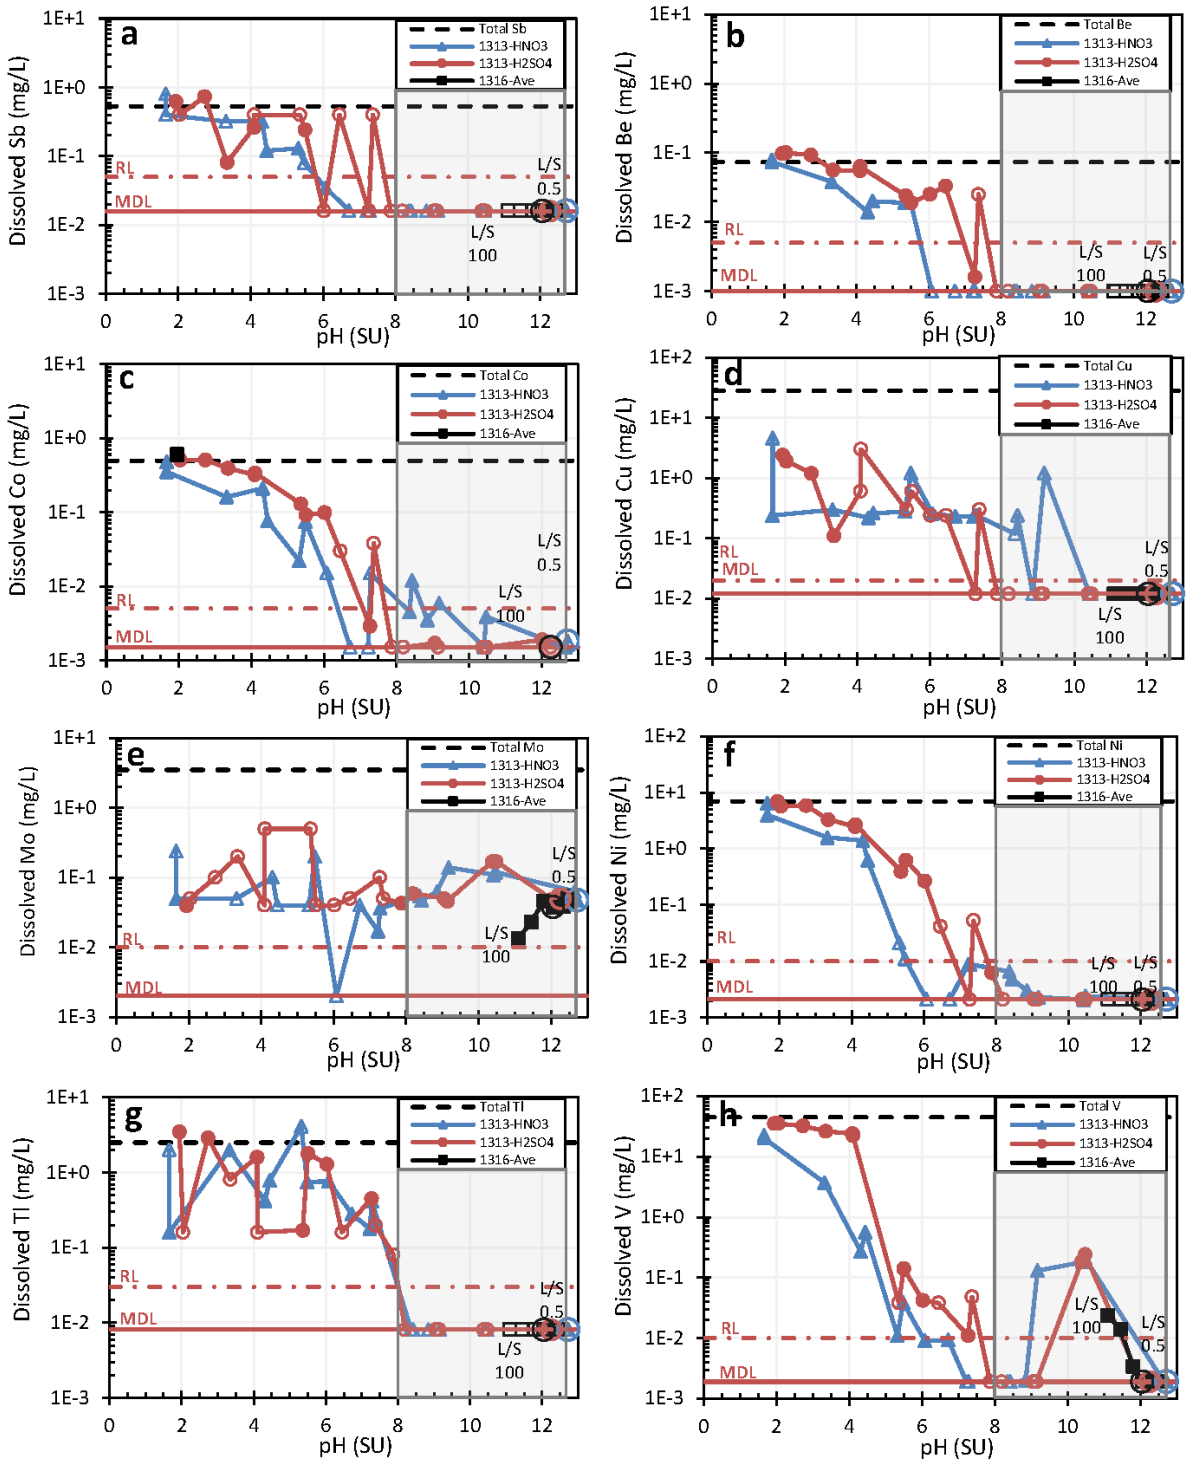 a
1E+1
1E+0
1E-1
1E-2
1E-3
Dissolved Sb (mg/L)
Total Sb
1313-HNO3
1313-H2SO4
1316-Ave
RL
MDL
L/S
0.5
L/S
100
0 2 4 6 8 10 12
pH (SU)
b
1E+1
1E+0
1E-1
1E-2
1E-3
Dissolved Be (mg/L)
Total Be
1313-HNO3
1313-H2SO4
1316-Ave
RL
MDL
L/S L/S
100 0.5
0 2 4 6 8 10 12
pH (SU)
c
1E+1
1E+0
1E-1
1E-2
1E-3
Dissolved Co (mg/L)
Total Co
1313-HNO3
1313-H2SO4
1316-Ave
RL
MDL
L/S
0.5
L/S
100
0 2 4 6 8 10 12
pH (SU)
d
1E+2
1E+1
1E+0
1E-1
1E-2
1E-3
Dissolved Cu (mg/L)
Total Cu
1313-HNO3
1313-H2SO4
1316-Ave
RL
MDL
L/S
0.5
L/S
100
0 2 4 6 8 10 12
pH (SU)
e
1E+1
1E+0
1E-1
1E-2
1E-3
Dissolved Mo (mg/L)
Total Mo
1313-HNO3
1313-H2SO4
1316-Ave
RL
MDL
L/S
0.5
L/S
100
0 2 4 6 8 10 12
pH (SU)
f
1E+2
1E+1
1E+0
1E-1
1E-2
1E-3
Dissolved Ni (mg/L)
Total Ni
1313-HNO3
1313-H2SO4
1316-Ave
RL
MDL
L/S L/S
100 0.5
0 2 4 6 8 10 12
pH (SU)
g
1E+1
1E+0
1E-1
1E-2
1E-3
Dissolved Tl (mg/L)
Total Tl
1313-HNO3
1313-H2SO4
1316-Ave
RL
MDL
L/S
0.5
L/S
100
0 2 4 6 8 10 12
pH (SU)
h
1E+2
1E+1
1E+0
1E-1
1E-2
1E-3
Dissolved V (mg/L)
Total V
1313-HNO3
1313-H2SO4
1316-Ave
RL
MDL
L/S
100
L/S
0.5
0 2 4 6 8 10 12
pH (SU)